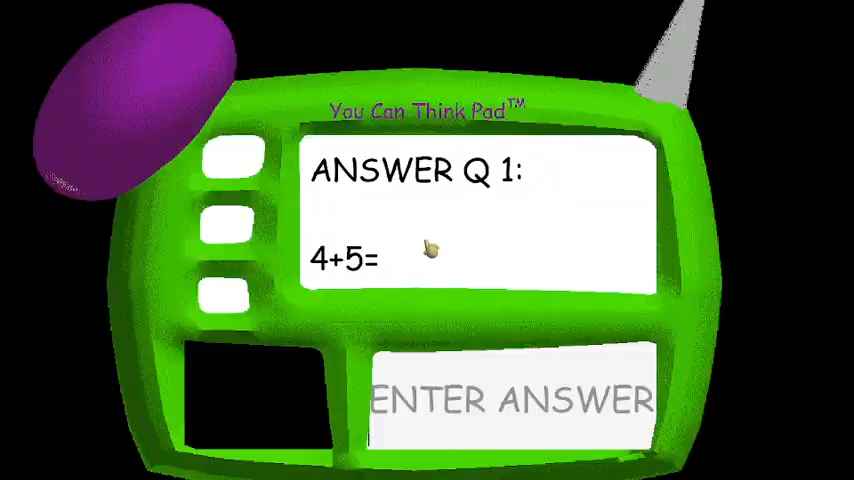 You Can Think Pad™
ANSWER Q 1:
4+5=
ENTER ANSWER